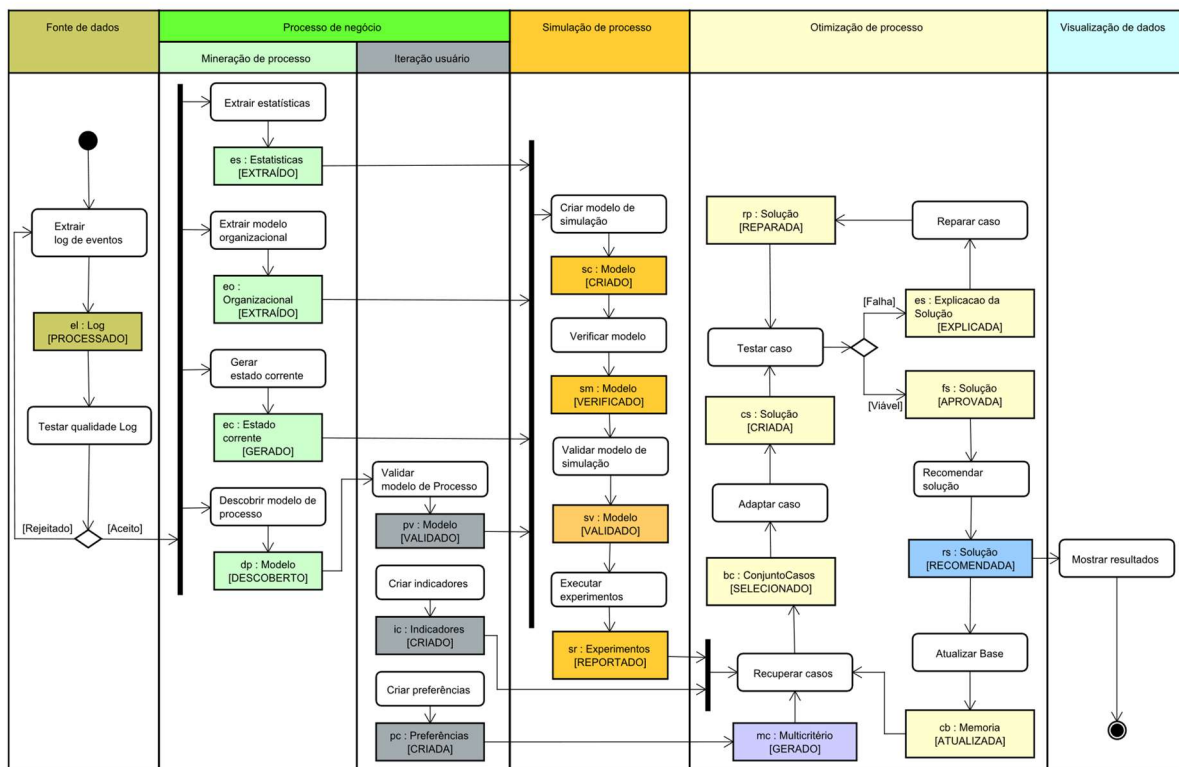 Fonte de dados
Processo de negócio
Simulação de processo
Otimização de processo
Visualização de dados
Mineração de processo
Iteração usuário
Extrair
log de eventos
el : Log
[PROCESSADO]
Testar qualidade Log
[Rejeitado]
[Aceito]
Extrair estatísticas
es : Estatisticas
[EXTRAÍDO]
Extrair modelo
organizacional
eo :
Organizacional
[EXTRAÍDO]
Gerar
estado corrente
ec : Estado
corrente
[GERADO]
Descobrir modelo de
processo
dp : Modelo
[DESCOBERTO]
Validar
modelo de Processo
pv : Modelo
[VALIDADO]
Criar indicadores
ic : Indicadores
[CRIADO]
Criar preferências
pc : Preferências
[CRIADA]
Criar modelo de
simulação
sc : Modelo
[CRIADO]
Verificar modelo
sm : Modelo
[VERIFICADO]
Validar modelo de
simulação
sv : Modelo
[VALIDADO]
Executar
experimentos
sr : Experimentos
[REPORTADO]
rp : Solução
[REPARADA]
Reparar caso
Testar caso
[Falha]
es : Explicacao da
Solução
[EXPLICADA]
[Viável]
fs : Solução
[APROVADA]
cs : Solução
[CRIADA]
Adaptar caso
Recomendar
solução
bc : ConjuntoCasos
[SELECIONADO]
rs : Solução
[RECOMENDADA]
Mostrar resultados
Recuperar casos
Atualizar Base
mc : Multicritério
[GERADO]
cb : Memoria
[ATUALIZADA]